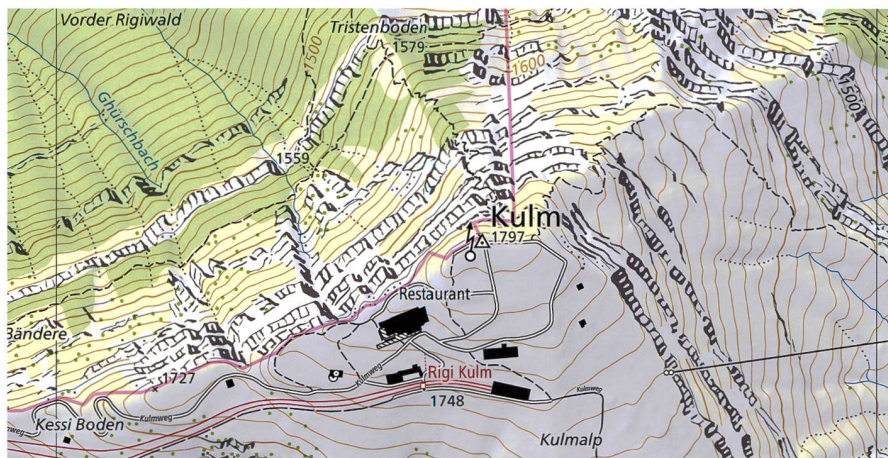 Vorder Rigiwald
Tristenboden
1579
1500
1600
1500
Ghürschbach
1559
Kulm
1797
Restaurant
Bändere
1727
Kulmweg
Rigi Kulm
1748
Kulmweg
Kulmweg
Kessi Boden
Kulmalp